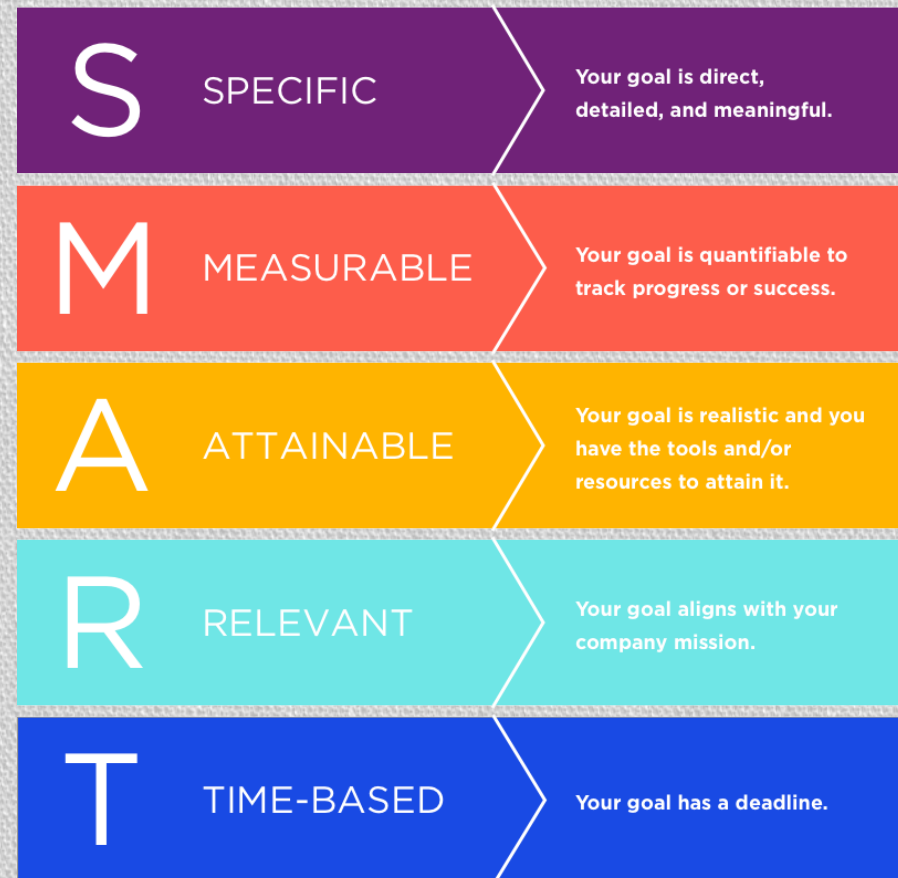 S SPECIFIC
Your goal is direct,
detailed, and meaningful.
M MEASURABLE
Your goal is quantifiable to
track progress or success.
A ATTAINABLE
Your goal is realistic and you
have the tools and/or
resources to attain it.
R RELEVANT
Your goal aligns with your
company mission.
T TIME-BASED
Your goal has a deadline.